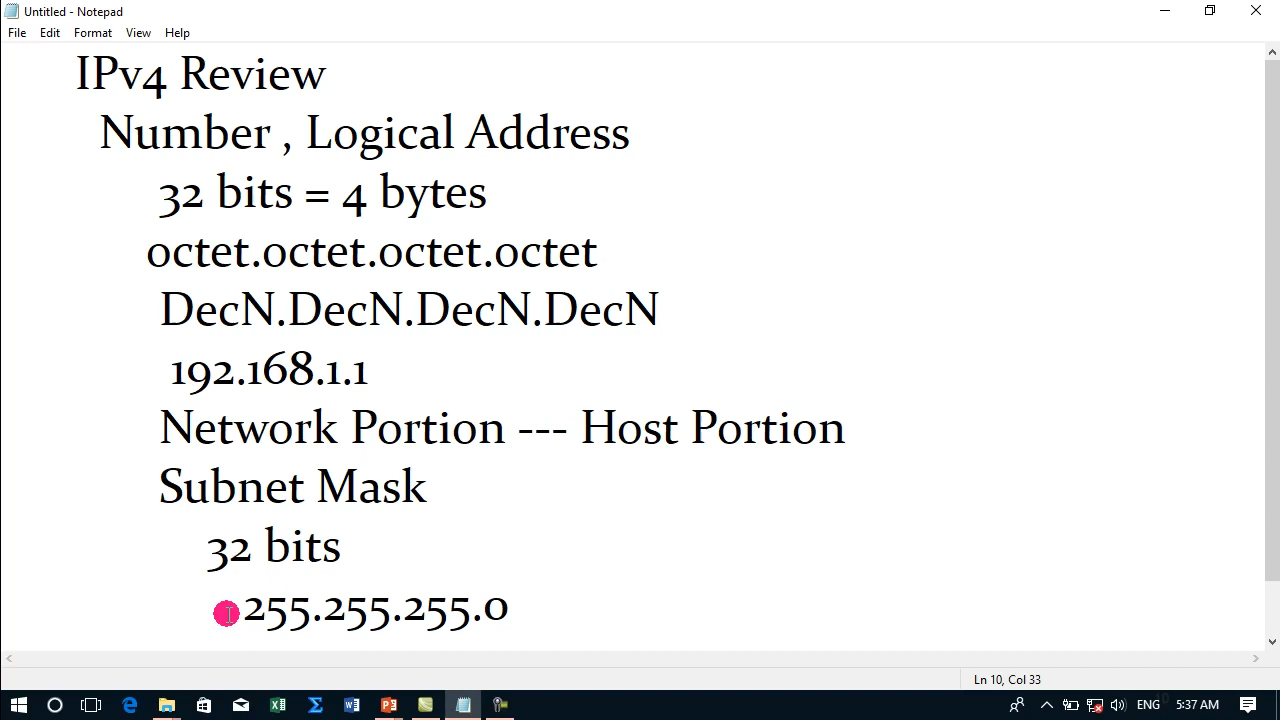 Untitled - Notepad
File Edit Format View Help
IPv4 Review
Number , Logical Address
32 bits = 4 bytes
octet.octet.octet.octet
DecN.DecN.DecN.DecN
192.168.1.1
Network Portion --- Host Portion
Subnet Mask
32 bits
255.255.255.0
Ln 10, Col 33
ENG 5:37 AM